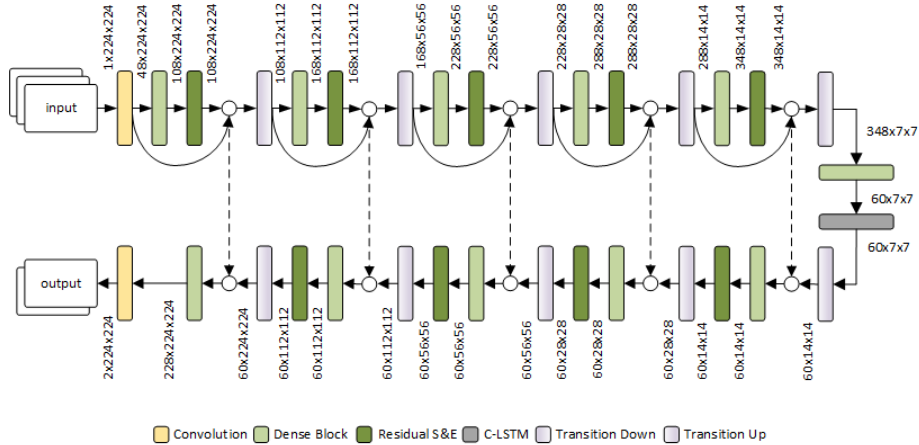 1x224x224
48x224x224
108x224x224
108x224x224
108x112x112
168x112x112
168x112x112
168x56x56
228x56x56
228x56x56
228x28x28
288x28x28
288x28x28
288x14x14
348x14x14
348x14x14
input
348x7x7
60x7x7
60x7x7
output
2x224x224
228x224x224
60x224x224
60x112x112
60x112x112
60x112x112
60x56x56
60x56x56
60x56x56
60x28x28
60x28x28
60x28x28
60x14x14
60x14x14
60x14x14
Convolution Dense Block Residual S&E C-LSTM Transition Down Transition Up